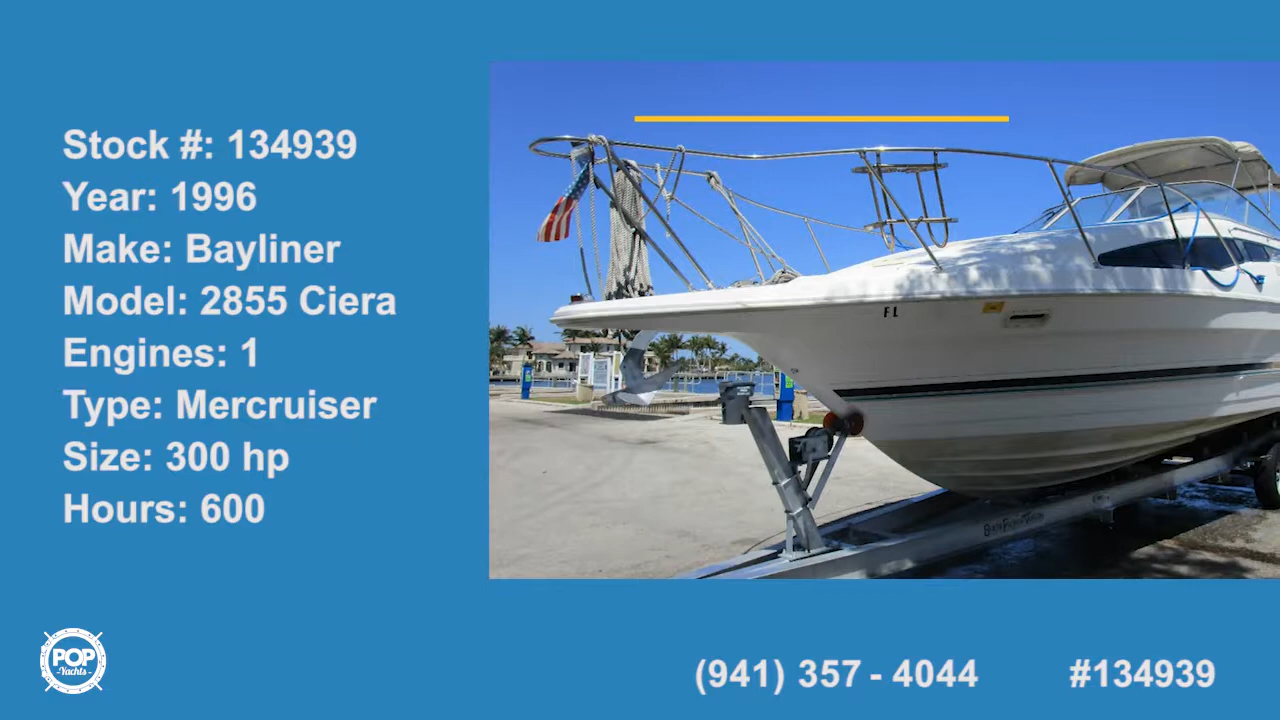 Stock #: 134939
Year: 1996
Make: Bayliner
Model: 2855 Ciera
Engines: 1
Type: Mercruiser
Size: 300 hp
Hours: 600
FL
POP
-Yachts-
(941) 357 - 4044
#134939